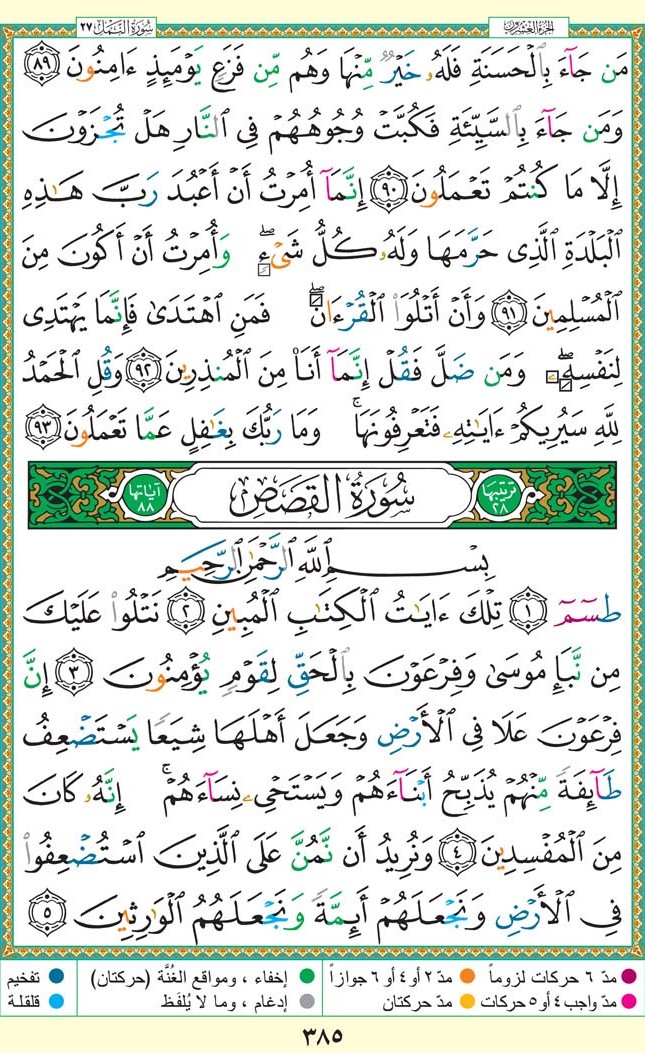 الجزء العشرون
سورة النمل ٢٧
مَن جَآءَ بِٱلْحَسَنَةِ فَلَهُۥ خَيْرٌ مِّنْهَا وَهُم مِّن فَزَعٍ يَوْمَئِذٍ ءَامِنُونَ ٨٩
وَمَن جَآءَ بِٱلسَّيِّئَةِ فَكُبَّتْ وُجُوهُهُمْ فِى ٱلنَّارِ هَلْ تُجْزَوْنَ
إِلَّا مَا كُنتُمْ تَعْمَلُونَ ٩٠ إِنَّمَآ أُمِرْتُ أَنْ أَعْبُدَ رَبَّ هَـٰذِهِ
ٱلْبَلْدَةِ ٱلَّذِى حَرَّمَهَا وَلَهُۥ كُلُّ شَىْءٍ ۖ وَأُمِرْتُ أَنْ أَكُونَ مِنَ
ٱلْمُسْلِمِينَ ٩١ وَأَنْ أَتْلُوَا۟ ٱلْقُرْءَانَ ۖ فَمَنِ ٱهْتَدَىٰ فَإِنَّمَا يَهْتَدِى
لِنَفْسِهِۦ ۖ وَمَن ضَلَّ فَقُلْ إِنَّمَآ أَنَا۠ مِنَ ٱلْمُنذِرِينَ ٩٢ وَقُلِ ٱلْحَمْدُ
لِلَّهِ سَيُرِيكُمْ ءَايَـٰتِهِۦ فَتَعْرِفُونَهَا ۚ وَمَا رَبُّكَ بِغَـٰفِلٍ عَمَّا تَعْمَلُونَ ٩٣
ترتيبها ٢٨
سُورَةُ القَصَصِ
آياتها ٨٨
بِسْمِ ٱللَّهِ ٱلرَّحْمَـٰنِ ٱلرَّحِيمِ
طسٓمٓ ١ تِلْكَ ءَايَـٰتُ ٱلْكِتَـٰبِ ٱلْمُبِينِ ٢ نَتْلُوا۟ عَلَيْكَ
مِن نَّبَإِ مُوسَىٰ وَفِرْعَوْنَ بِٱلْحَقِّ لِقَوْمٍ يُؤْمِنُونَ ٣ إِنَّ
فِرْعَوْنَ عَلَا فِى ٱلْأَرْضِ وَجَعَلَ أَهْلَهَا شِيَعًا يَسْتَضْعِفُ
طَآئِفَةً مِّنْهُمْ يُذَبِّحُ أَبْنَآءَهُمْ وَيَسْتَحْىِۦ نِسَآءَهُمْ ۚ إِنَّهُۥ كَانَ
مِنَ ٱلْمُفْسِدِينَ ٤ وَنُرِيدُ أَن نَّمُنَّ عَلَى ٱلَّذِينَ ٱسْتُضْعِفُوا۟
فِى ٱلْأَرْضِ وَنَجْعَلَهُمْ أَئِمَّةً وَنَجْعَلَهُمُ ٱلْوَٰرِثِينَ ٥
مدّ ٦ حركات لزوماً
مدّ ٢ أو ٤ أو ٦ جوازاً
إخفاء ، ومواقع الغُنَّة (حركتان)
تفخيم
مدّ واجب ٤ أو ٥ حركات
مدّ حركتان
إدغام ، وما لا يُلفَظ
قلقلة
٣٨٥